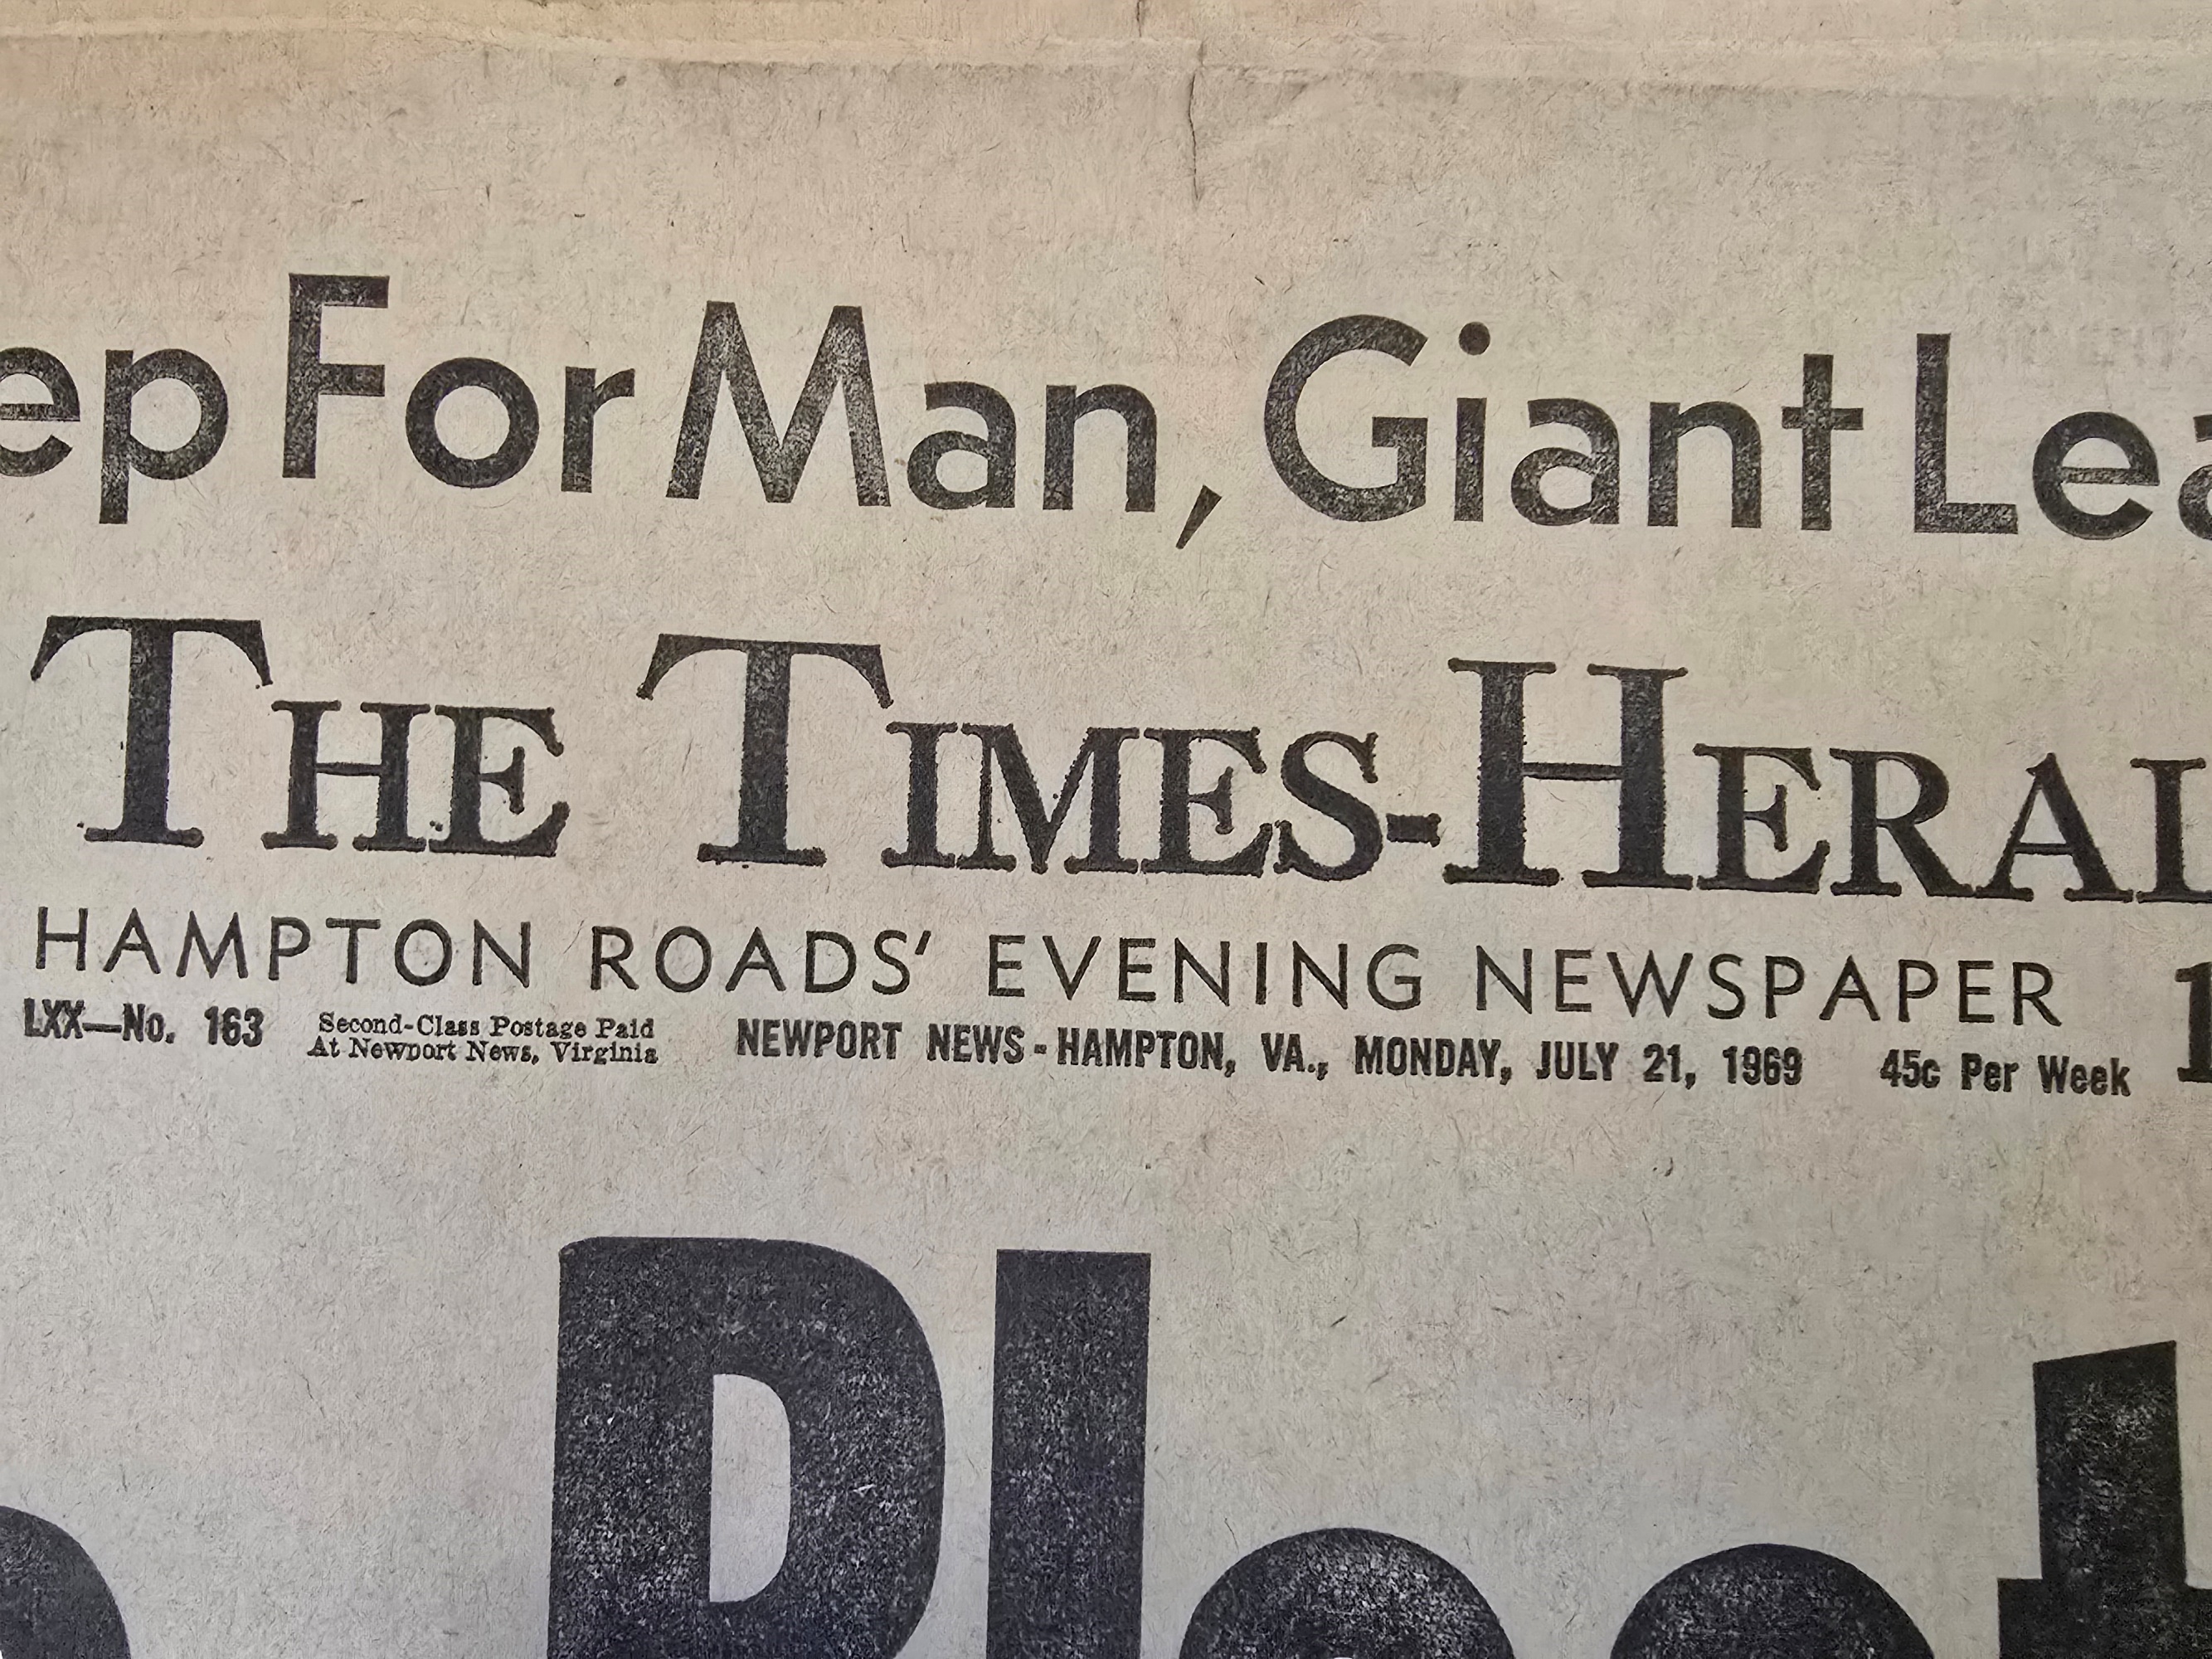 ep For Man, Giant Lea
THE TIMES-HERAL
HAMPTON ROADS' EVENING NEWSPAPER
LXX—No. 163
Second-Class Postage Paid
At Newport News, Virginia
NEWPORT NEWS - HAMPTON, VA., MONDAY, JULY 21, 1969
45c Per Week